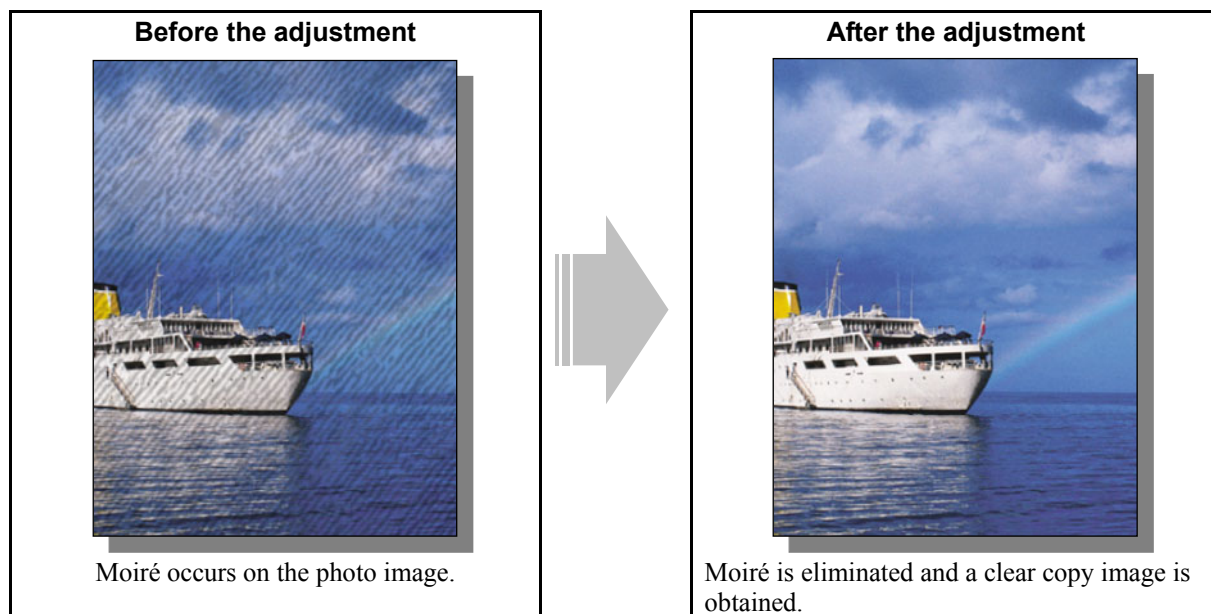 Before the adjustment
Moiré occurs on the photo image.
After the adjustment
Moiré is eliminated and a clear copy image is
obtained.